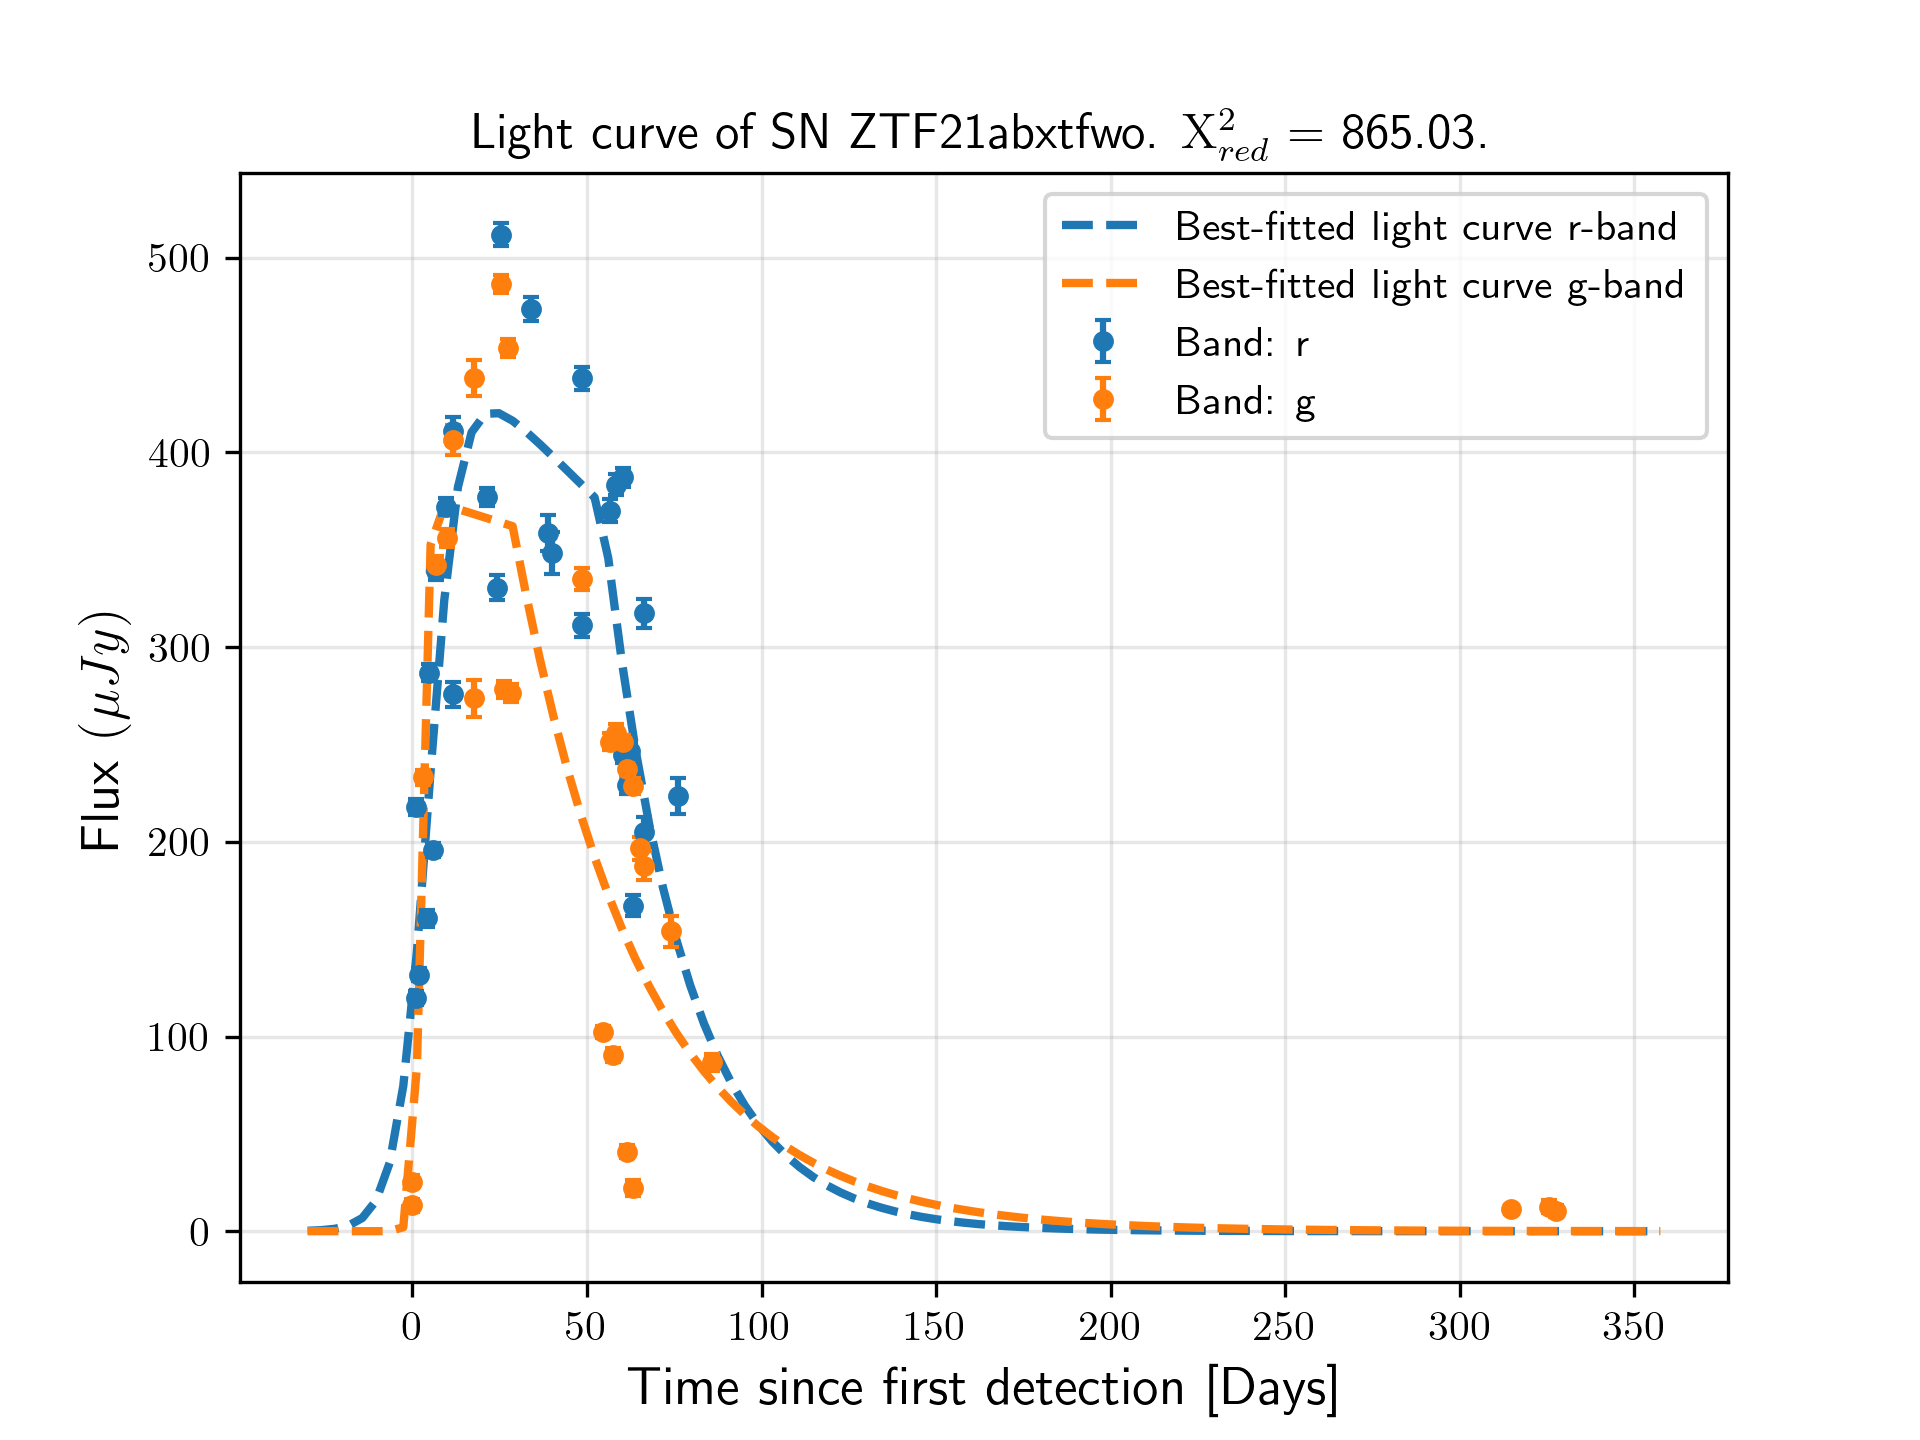 Light curve of SN ZTF21abxtfwo. X²_red = 865.03.
Best-fitted light curve r-band
Best-fitted light curve g-band
Band: r
Band: g
Flux (μJy)
500
400
300
200
100
0
0 50 100 150 200 250 300 350
Time since first detection [Days]